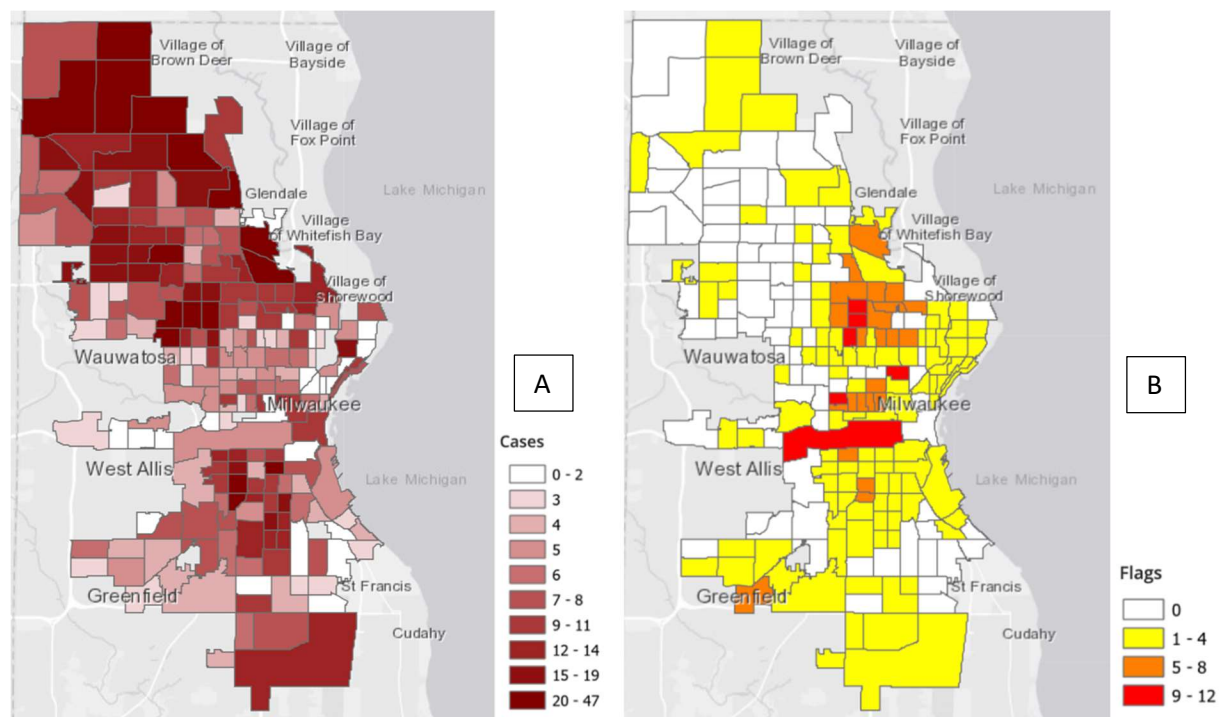 Village of
Brown Deer
Village of
Bayside
Village of
Fox Point
Lake Michigan
Glendale
Village
of Whitefish Bay
Village of
Shorewood
Wauwatosa
Milwaukee
West Allis
Lake Michigan
Greenfield
St Francis
Cudahy
A
Cases
0 - 2
3
4
5
6
7 - 8
9 - 11
12 - 14
15 - 19
20 - 47
Village of
Brown Deer
Village of
Bayside
Village of
Fox Point
Lake Michigan
Glendale
Village
of Whitefish Bay
Village of
Shorewood
Wauwatosa
Milwaukee
West Allis
Lake Michigan
Greenfield
St Francis
Cudahy
B
Flags
0
1 - 4
5 - 8
9 - 12